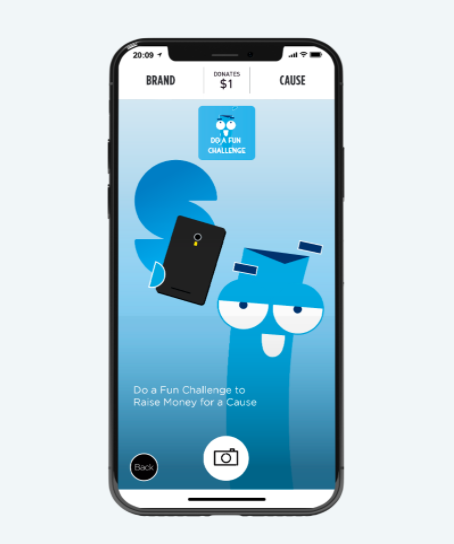 20:09
BRAND
DONATES
$1
CAUSE
DO A FUN
CHALLENGE
Do a Fun Challenge to
Raise Money for a Cause
Back